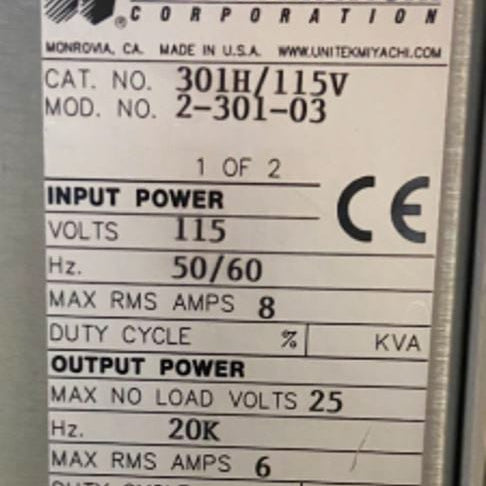 ® CORPORATION
MONROVIA, CA. MADE IN U.S.A. WWW.UNITEKMIYACHI.COM
CAT. NO. 301H/115V
MOD. NO. 2-301-03
1 OF 2
INPUT POWER
CE
VOLTS 115
Hz. 50/60
MAX RMS AMPS 8
DUTY CYCLE % KVA
OUTPUT POWER
MAX NO LOAD VOLTS 25
Hz. 20K
MAX RMS AMPS 6